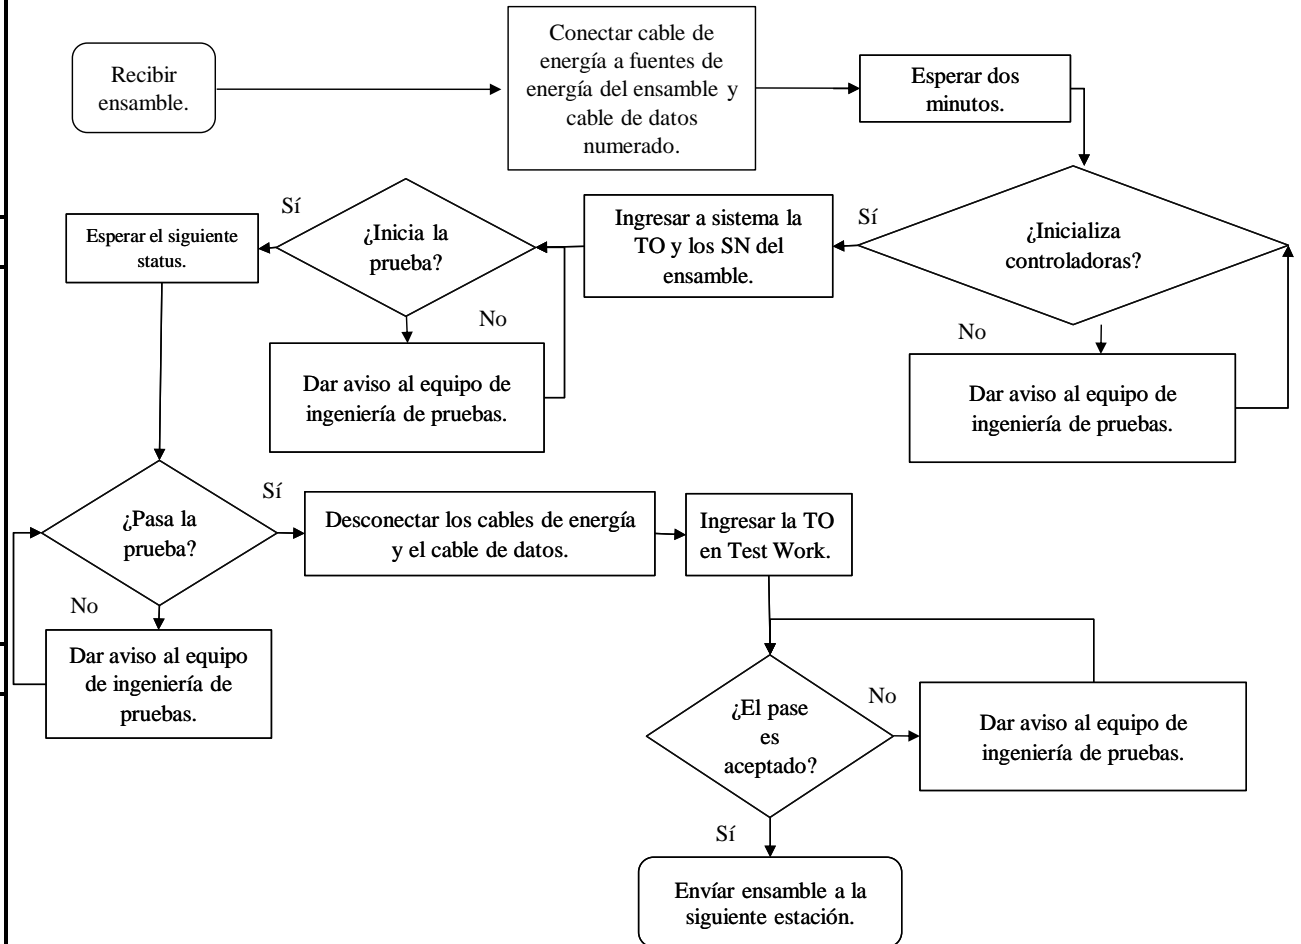 Recibir
ensamble.
Conectar cable de
energía a fuentes de
energía del ensamble y
cable de datos
numerado.
Esperar dos
minutos.
¿Inicializa
controladoras?
Sí
No
Dar aviso al equipo de
ingeniería de pruebas.
Ingresar a sistema la
TO y los SN del
ensamble.
¿Inicia la
prueba?
Sí
No
Dar aviso al equipo de
ingeniería de pruebas.
Esperar el siguiente
status.
¿Pasa la
prueba?
Sí
No
Dar aviso al equipo
de ingeniería de
pruebas.
Desconectar los cables de energía
y el cable de datos.
Ingresar la TO
en Test Work.
¿El pase
es
aceptado?
No
Dar aviso al equipo de
ingeniería de pruebas.
Sí
Envíar ensamble a la
siguiente estación.